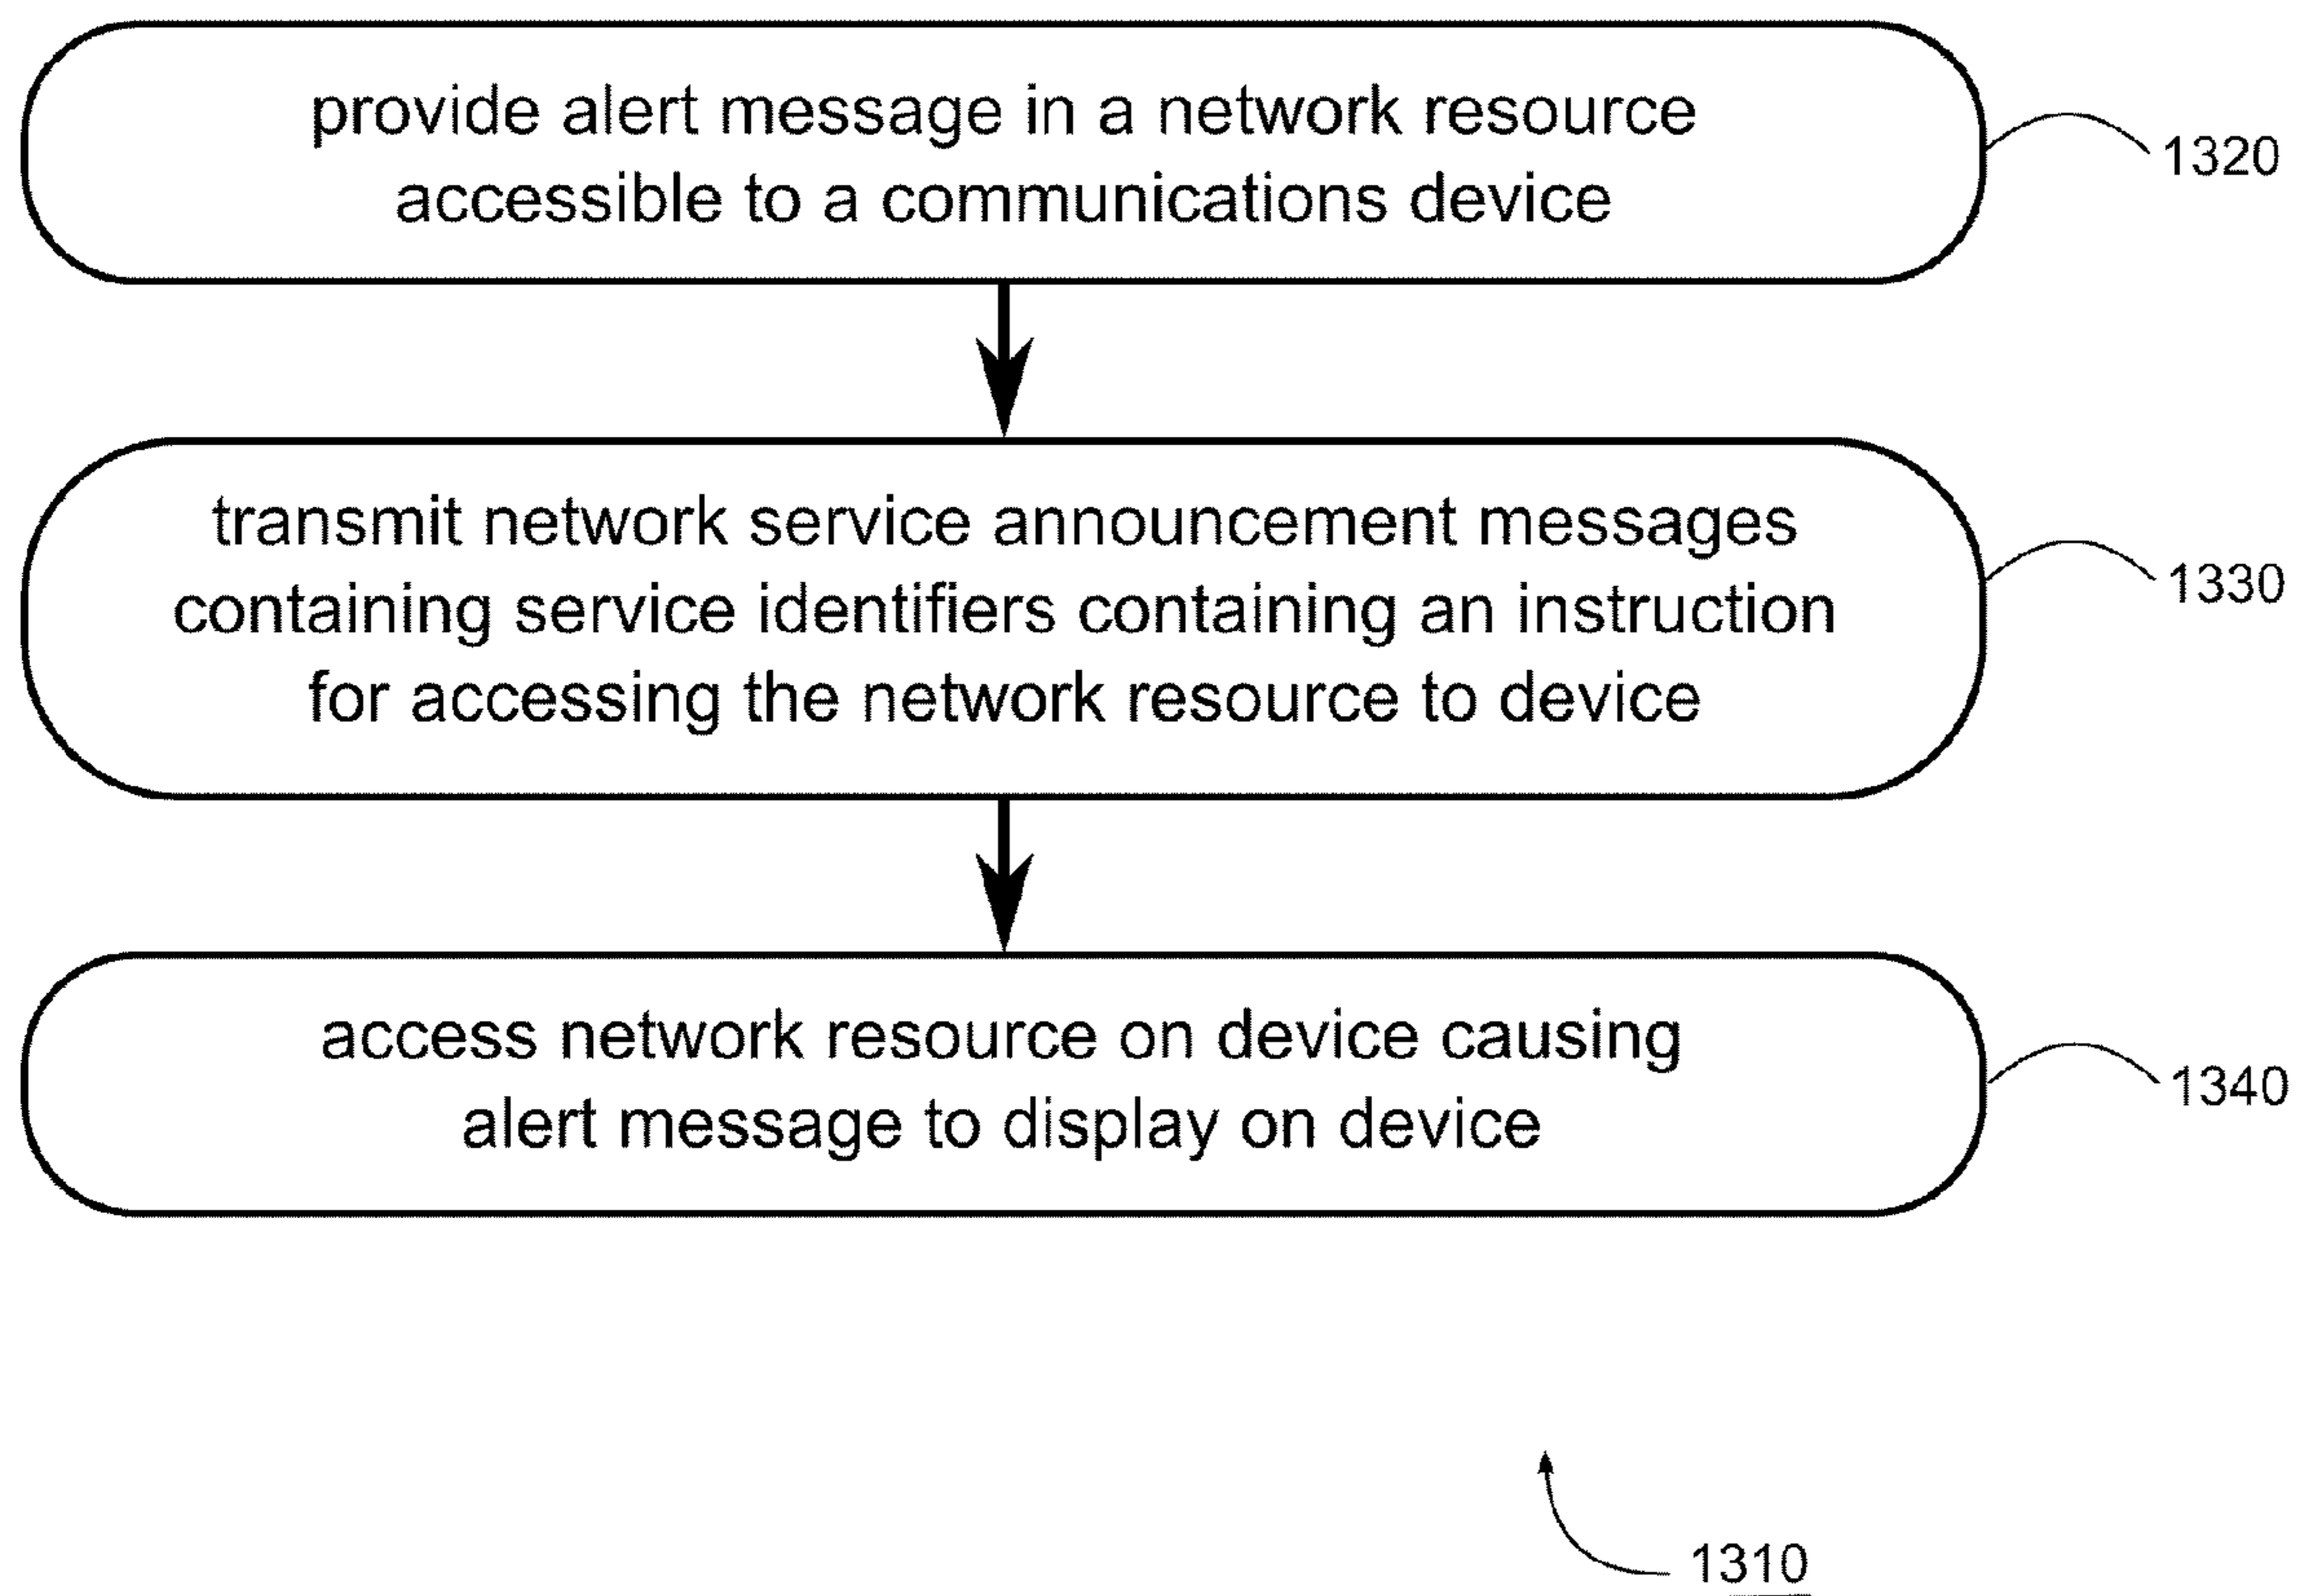 provide alert message in a network resource
accessible to a communications device
1320
transmit network service announcement messages
containing service identifiers containing an instruction
for accessing the network resource to device
1330
access network resource on device causing
alert message to display on device
1340
1310